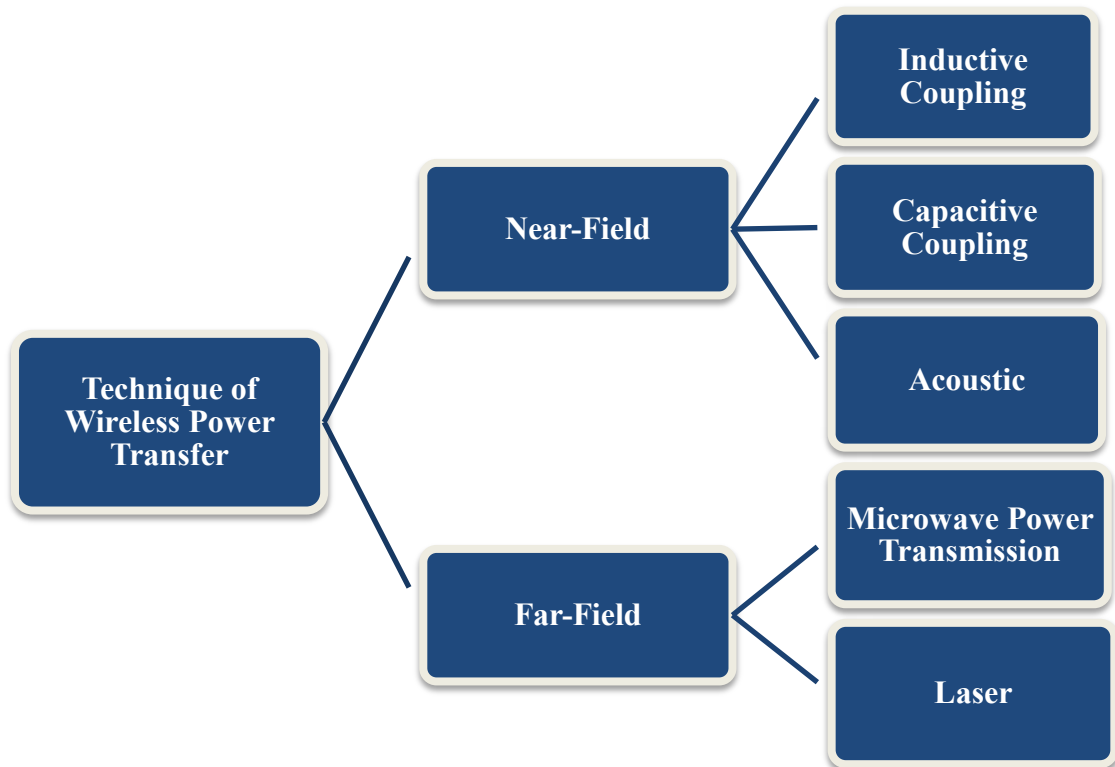 Technique of
Wireless Power
Transfer
Near-Field
Inductive
Coupling
Capacitive
Coupling
Acoustic
Far-Field
Microwave Power
Transmission
Laser